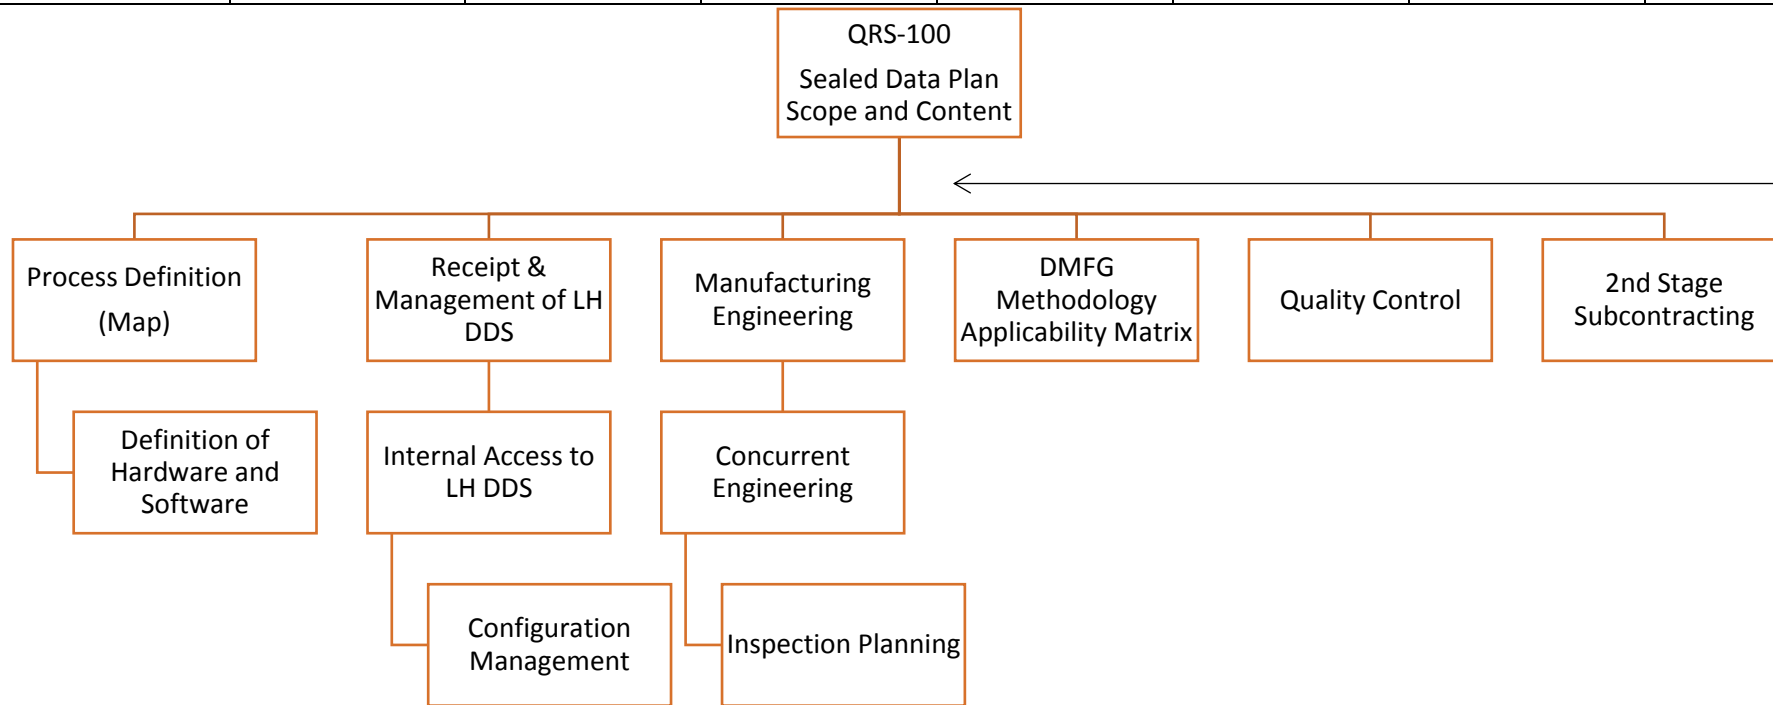 QRS-100
Sealed Data Plan
Scope and Content
Process Definition
(Map)
Receipt &
Management of LH
DDS
Manufacturing
Engineering
DMFG
Methodology
Applicability Matrix
Quality Control
2nd Stage
Subcontracting
Definition of
Hardware and
Software
Internal Access to
LH DDS
Concurrent
Engineering
Configuration
Management
Inspection Planning